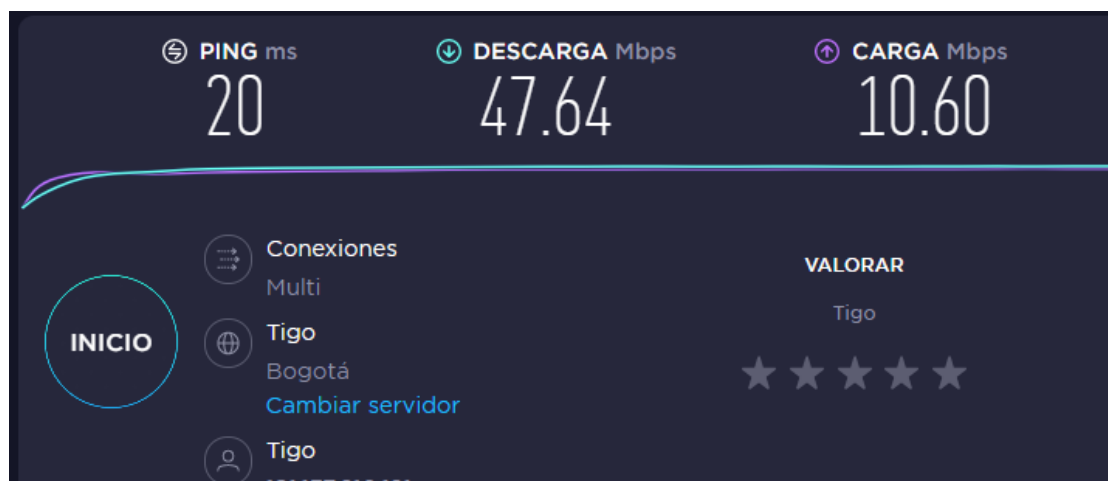 PING ms
20
DESCARGA Mbps
47.64
CARGA Mbps
10.60
INICIO
Conexiones
Multi
Tigo
Bogotá
Cambiar servidor
Tigo
VALORAR
Tigo